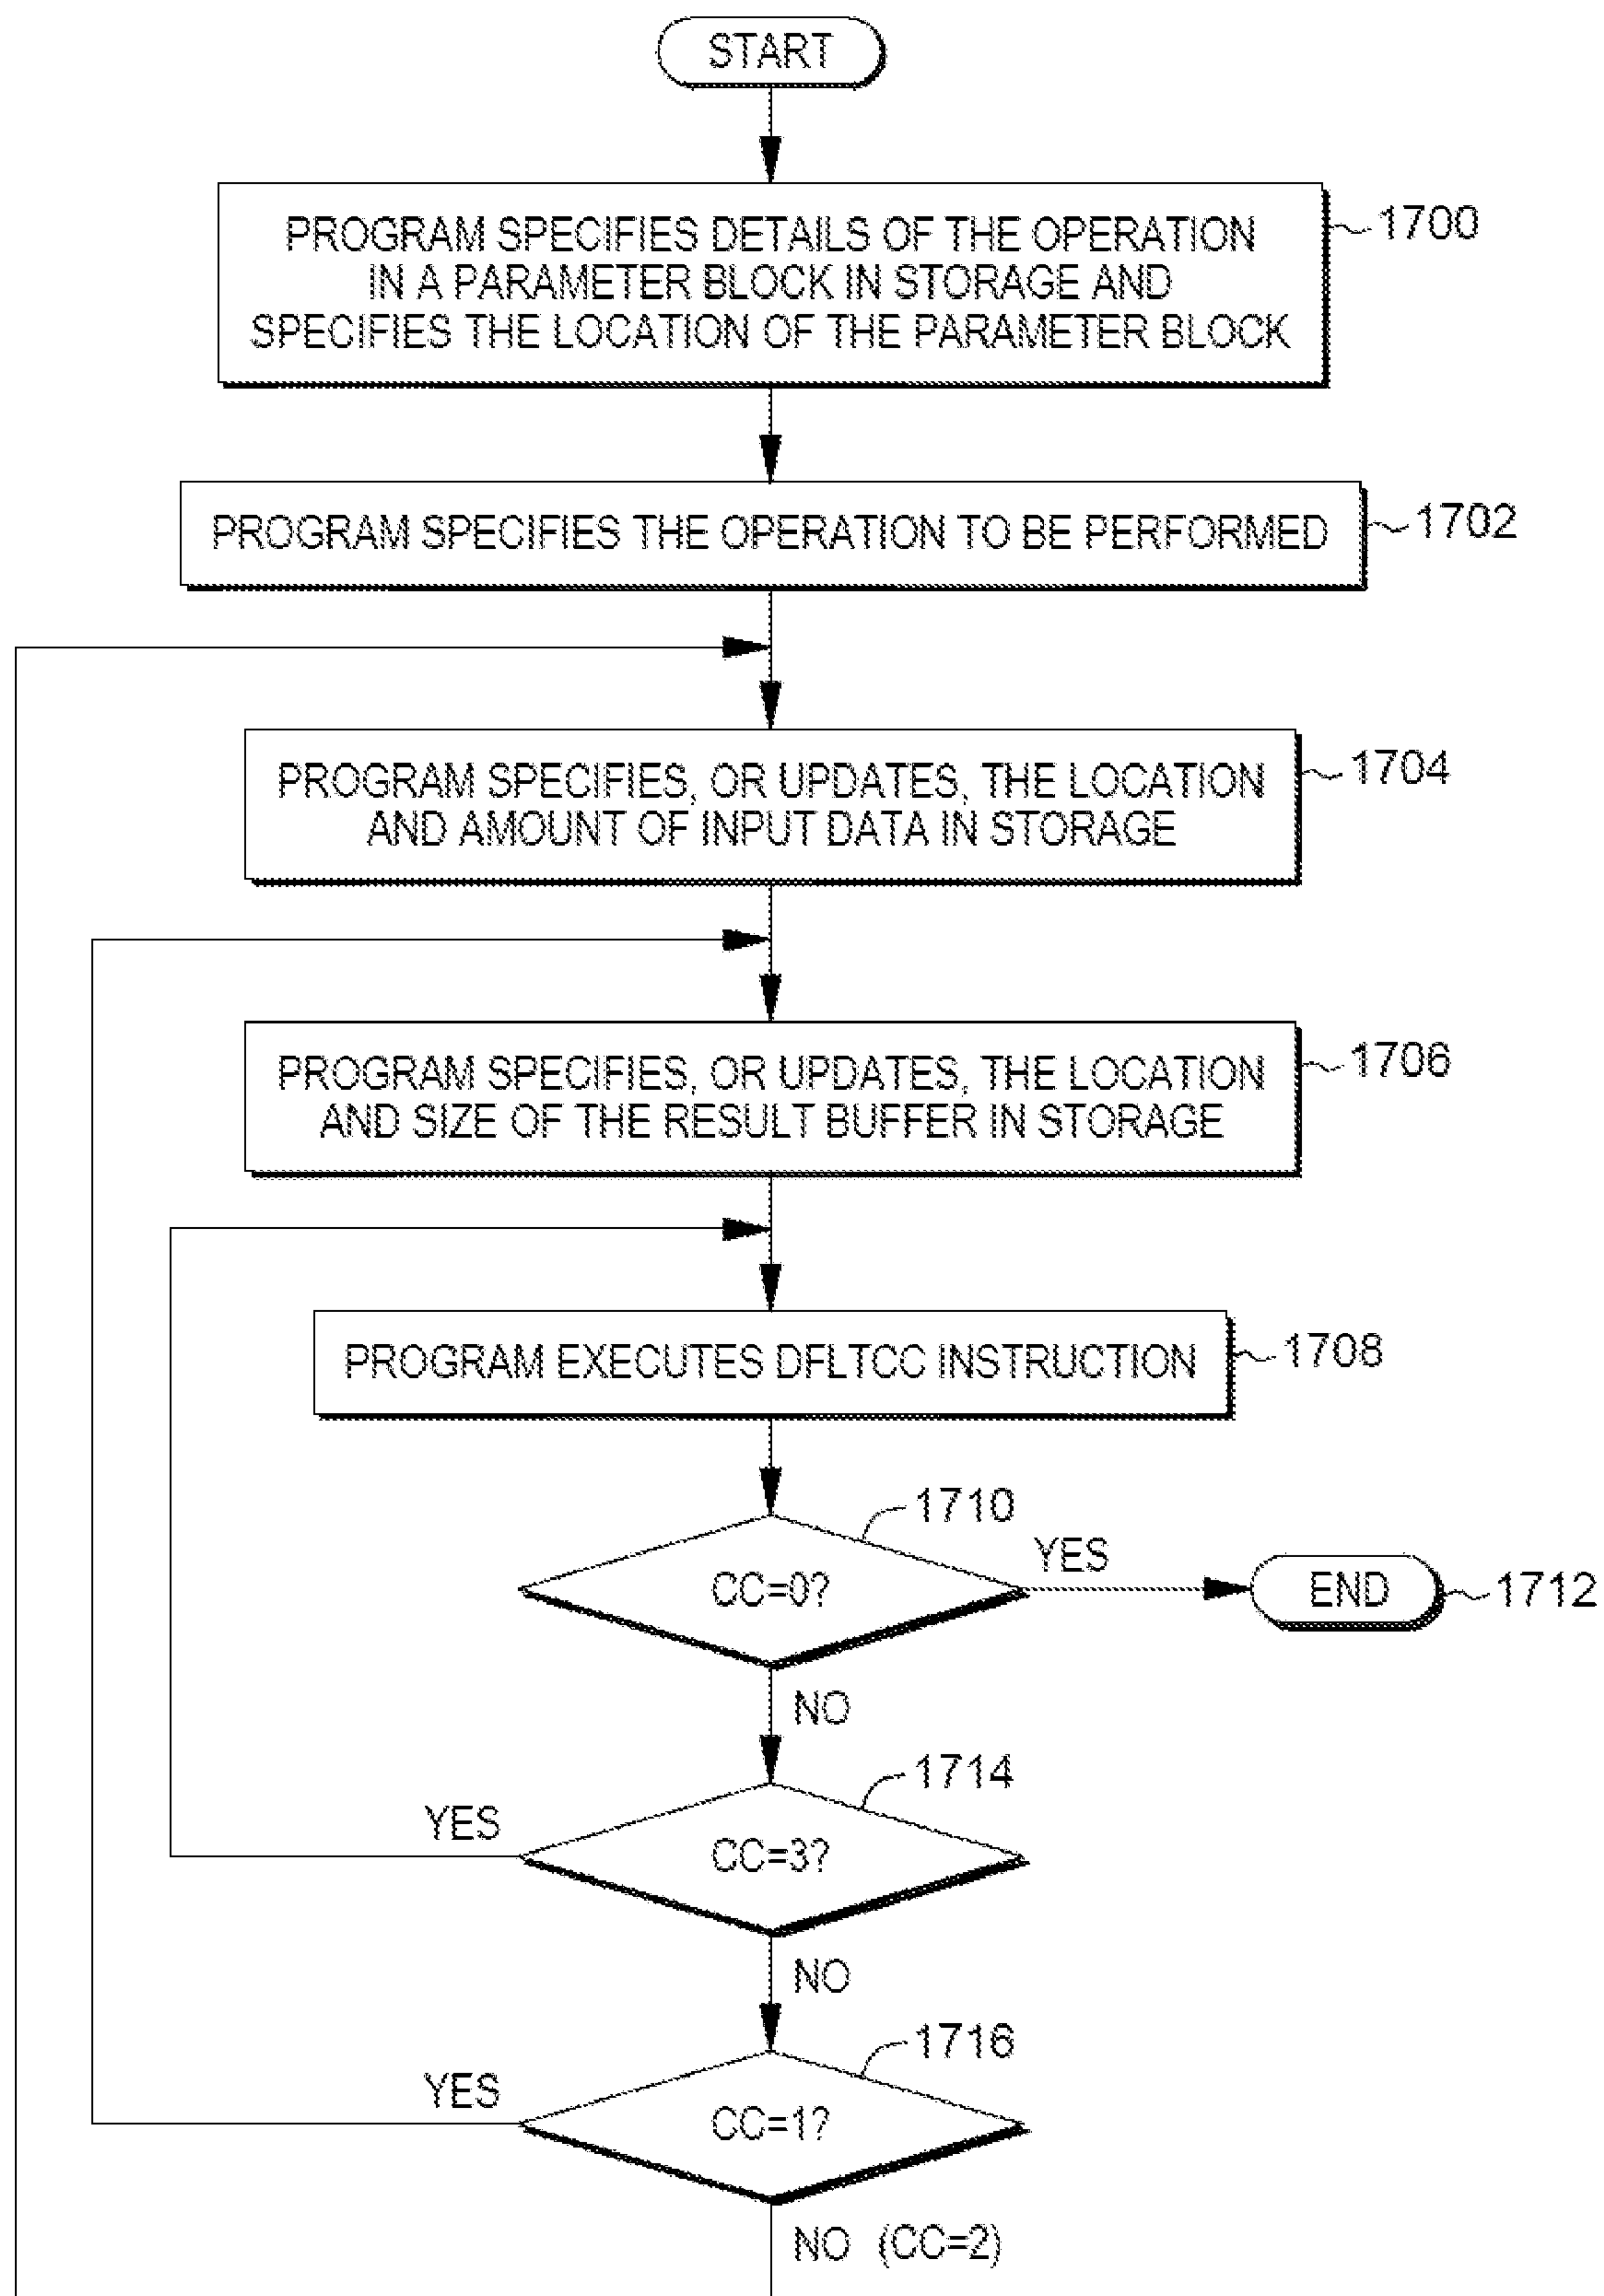 START
PROGRAM SPECIFIES DETAILS OF THE OPERATION
IN A PARAMETER BLOCK IN STORAGE AND
SPECIFIES THE LOCATION OF THE PARAMETER BLOCK
1700
PROGRAM SPECIFIES THE OPERATION TO BE PERFORMED
1702
PROGRAM SPECIFIES, OR UPDATES, THE LOCATION
AND AMOUNT OF INPUT DATA IN STORAGE
1704
PROGRAM SPECIFIES, OR UPDATES, THE LOCATION
AND SIZE OF THE RESULT BUFFER IN STORAGE
1706
PROGRAM EXECUTES DFLTCC INSTRUCTION
1708
1710
CC=0?
YES
END
1712
NO
1714
YES
CC=3?
NO
1716
YES
CC=1?
NO (CC=2)